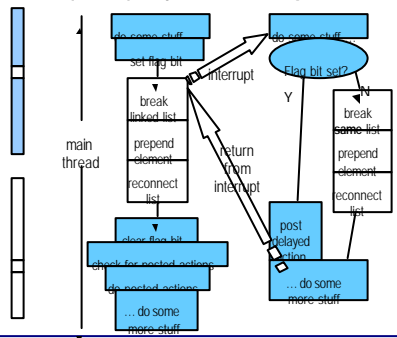 main
thread
do some stuff
set flag bit
break
linked list
prepend
element
reconnect
list
clear flag bit
check for posted actions
do posted actions
... do some
more stuff
interrupt
return
from
interrupt
do some stuff ...
Flag bit set?
Y
N
break
same list
prepend
element
reconnect
list
post
delayed
action
... do some
more stuff